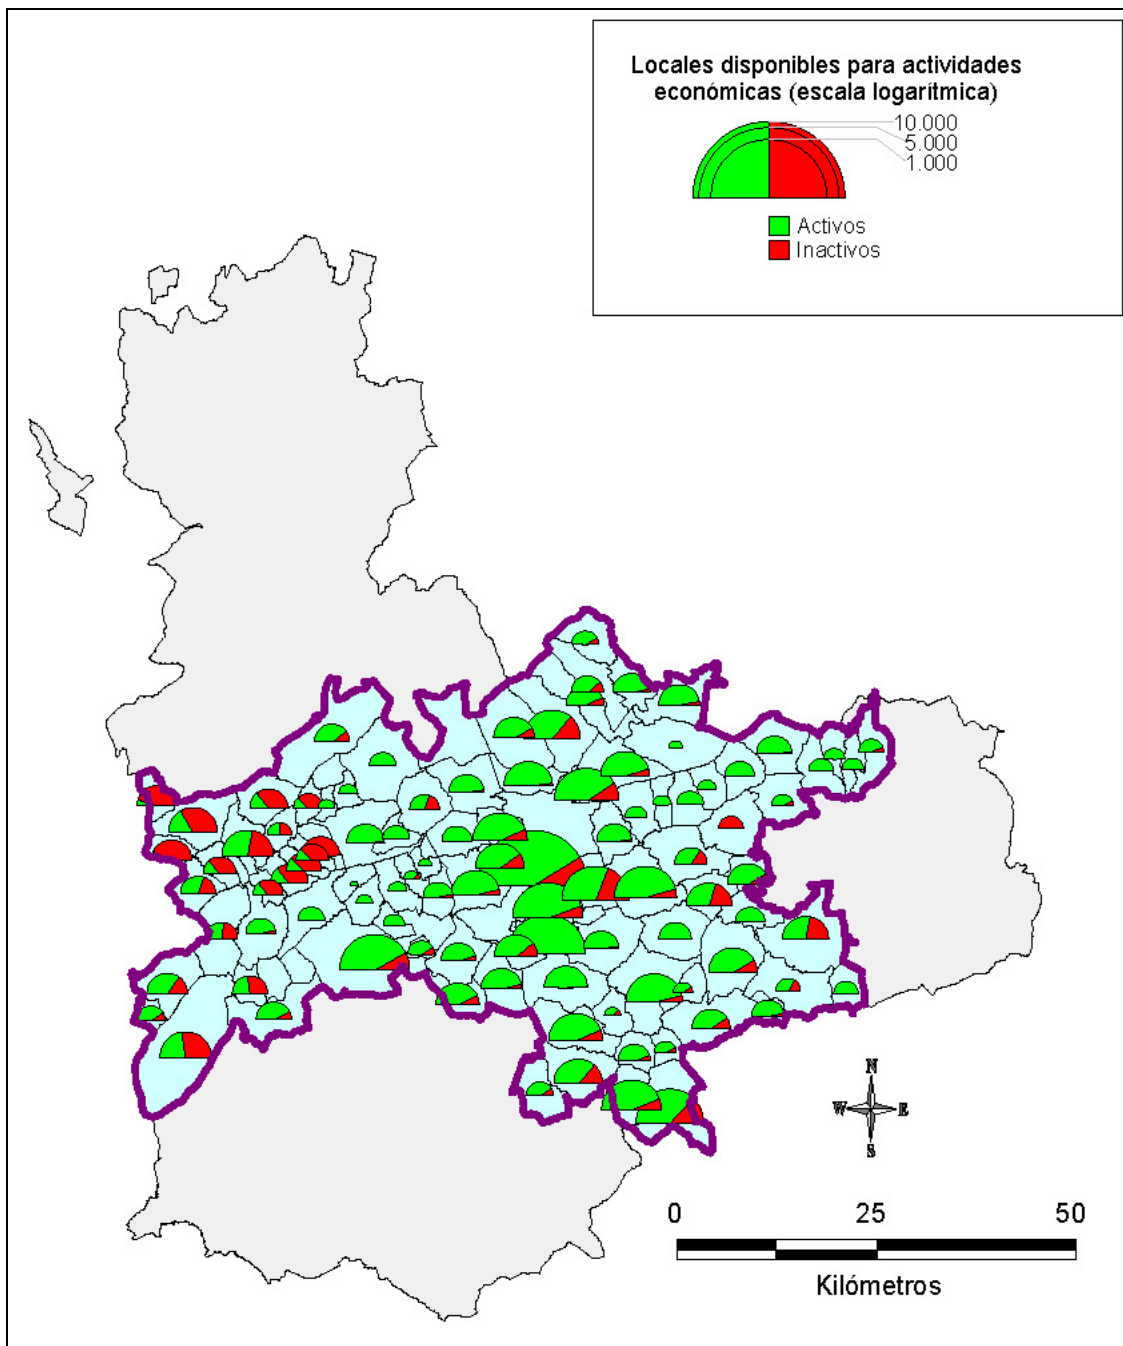 Locales disponibles para actividades
económicas (escala logarítmica)
10.000
5.000
1.000
Activos
Inactivos
N
W E
S
0 25 50
Kilómetros